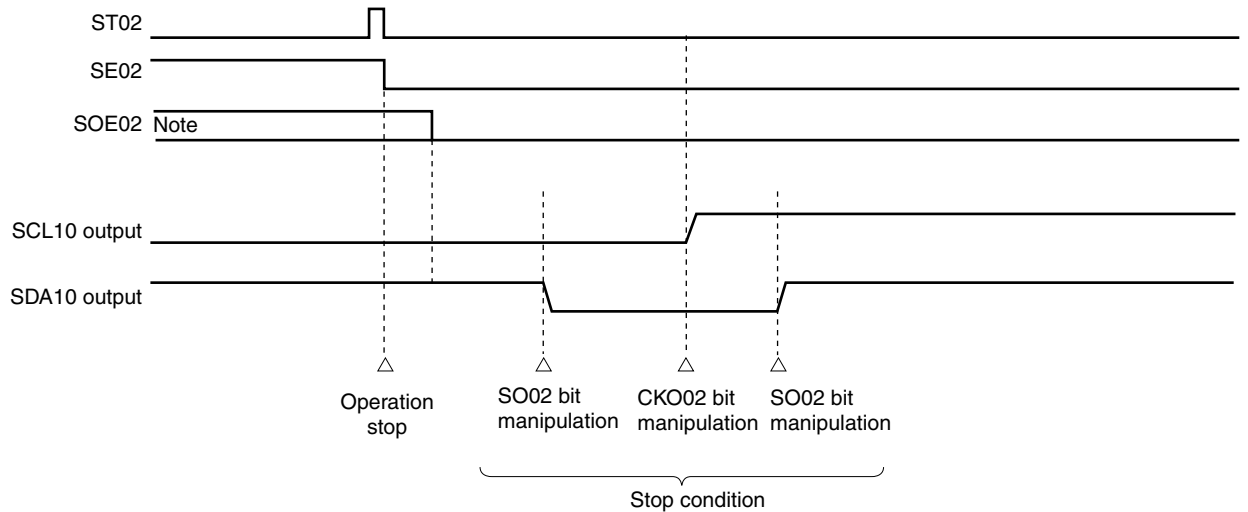 ST02
SE02
SOE02 Note
SCL10 output
SDA10 output
Operation
stop
SO02 bit
manipulation
CKO02 bit
manipulation
SO02 bit
manipulation
Stop condition